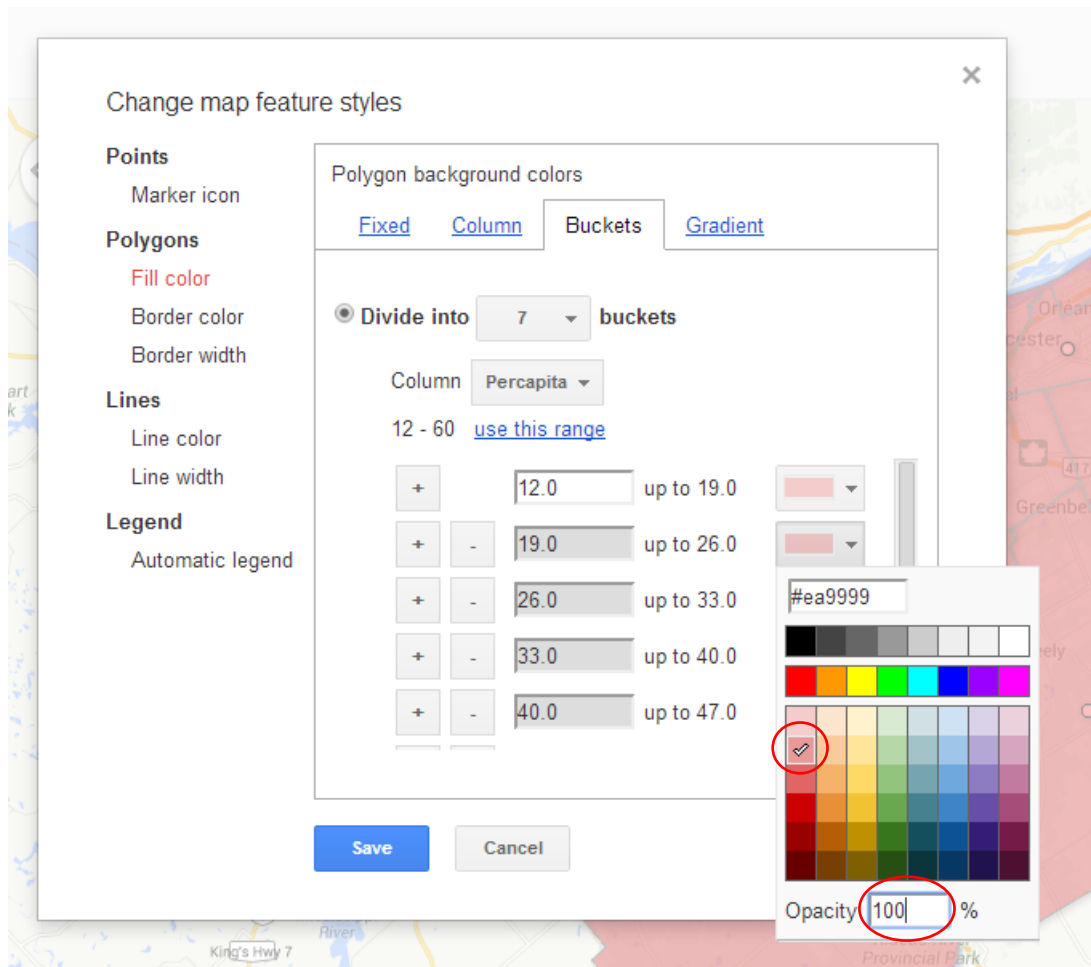 Change map feature styles
Points
Marker icon
Polygons
Fill color
Border color
Border width
Lines
Line color
Line width
Legend
Automatic legend
Polygon background colors
Fixed Column Buckets Gradient
Divide into 7 buckets
Column Percapita
12 - 60 use this range
+ 12.0 up to 19.0
+ - 19.0 up to 26.0
+ - 26.0 up to 33.0
+ - 33.0 up to 40.0
+ - 40.0 up to 47.0
#ea9999
Opacity 100 %
Save Cancel
417
River
King's Hwy 7
Provincial Park